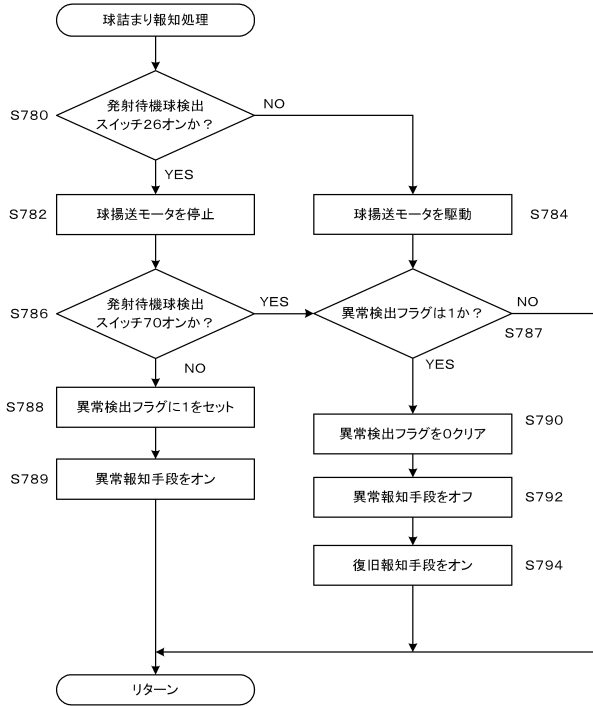 球詰まり報知処理
S780
発射待機球検出
スイッチ26オンか?
NO
YES
S782
球揚送モータを停止
球揚送モータを駆動
S784
S786
発射待機球検出
スイッチ70オンか?
YES
NO
異常検出フラグは1か?
NO
S787
YES
S788
異常検出フラグに1をセット
S789
異常報知手段をオン
異常検出フラグを0クリア
S790
異常報知手段をオフ
S792
復旧報知手段をオン
S794
リターン